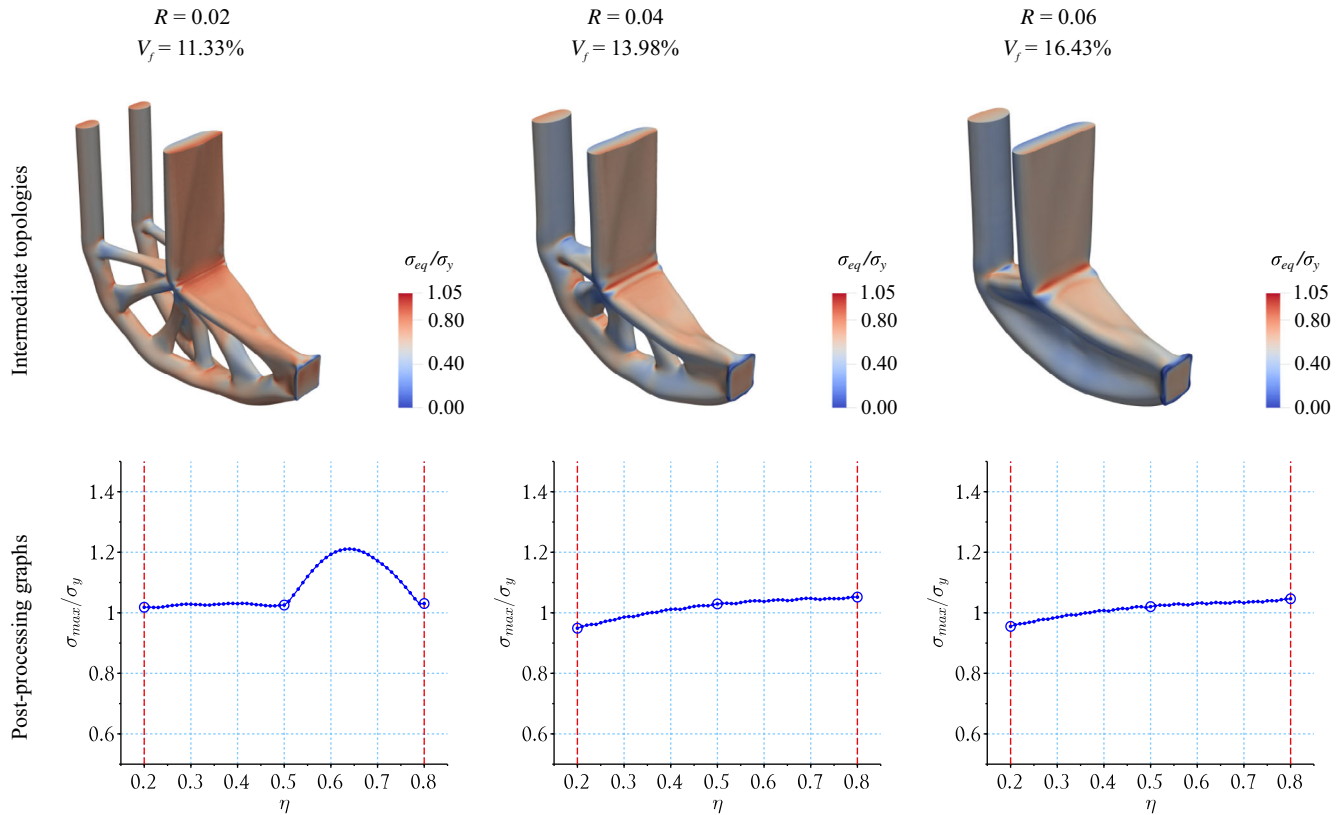 R = 0.02
V_f = 11.33%
R = 0.04
V_f = 13.98%
R = 0.06
V_f = 16.43%
Intermediate topologies
σ_eq/σ_y
1.05
0.80
0.40
0.00
σ_eq/σ_y
1.05
0.80
0.40
0.00
σ_eq/σ_y
1.05
0.80
0.40
0.00
Post-processing graphs
σ_max/σ_y
1.4
1.2
1
0.8
0.6
0.2 0.3 0.4 0.5 0.6 0.7 0.8
η
σ_max/σ_y
1.4
1.2
1
0.8
0.6
0.2 0.3 0.4 0.5 0.6 0.7 0.8
η
σ_max/σ_y
1.4
1.2
1
0.8
0.6
0.2 0.3 0.4 0.5 0.6 0.7 0.8
η